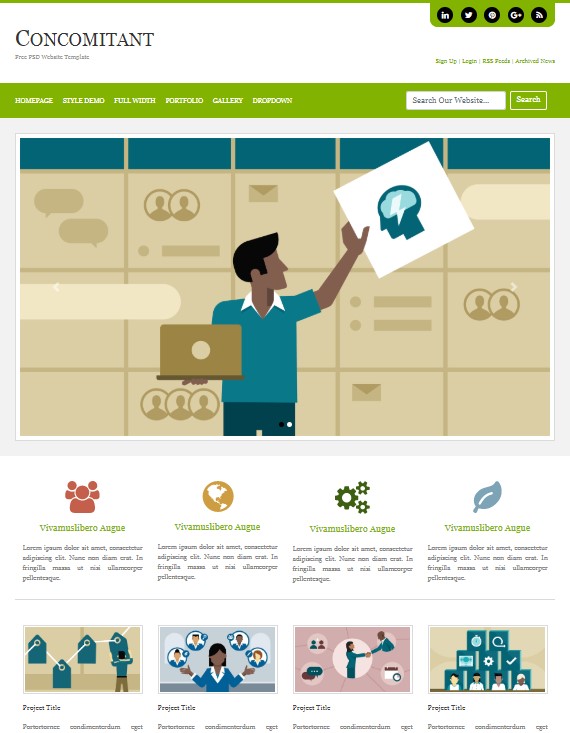 CONCOMITANT
Free PSD Website Template
Sign Up | Login | RSS Feeds | Archived News
HOMEPAGE STYLE DEMO FULL WIDTH PORTFOLIO GALLERY DROPDOWN
Search Our Website...
Search
Vivamuslibero Augue
Lorem ipsum dolor sit amet, consectetur
adipiscing elit. Nunc non diam erat. In
fringilla massa ut nisi ullamcorper
pellentesque.
Vivamuslibero Augue
Lorem ipsum dolor sit amet, consectetur
adipiscing elit. Nunc non diam erat. In
fringilla massa ut nisi ullamcorper
pellentesque.
Vivamuslibero Augue
Lorem ipsum dolor sit amet, consectetur
adipiscing elit. Nunc non diam erat. In
fringilla massa ut nisi ullamcorper
pellentesque.
Vivamuslibero Augue
Lorem ipsum dolor sit amet, consectetur
adipiscing elit. Nunc non diam erat. In
fringilla massa ut nisi ullamcorper
pellentesque.
Project Title
Portortornec condimenterdum eget
Project Title
Portortornec condimenterdum eget
Project Title
Portortornec condimenterdum eget
Project Title
Portortornec condimenterdum eget